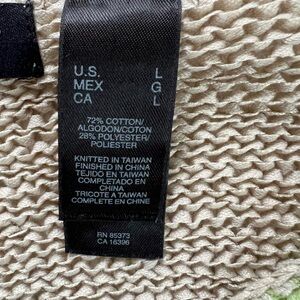 U.S. L
MEX G
CA L
72% COTTON/
ALGODON/COTON
28% POLYESTER/
POLIESTER
KNITTED IN TAIWAN
FINISHED IN CHINA
TEJIDO EN TAIWAN
COMPLETADO EN
CHINA
TRICOTE A TAIWAN
COMPLETE EN CHINE
RN 85373
CA 16396